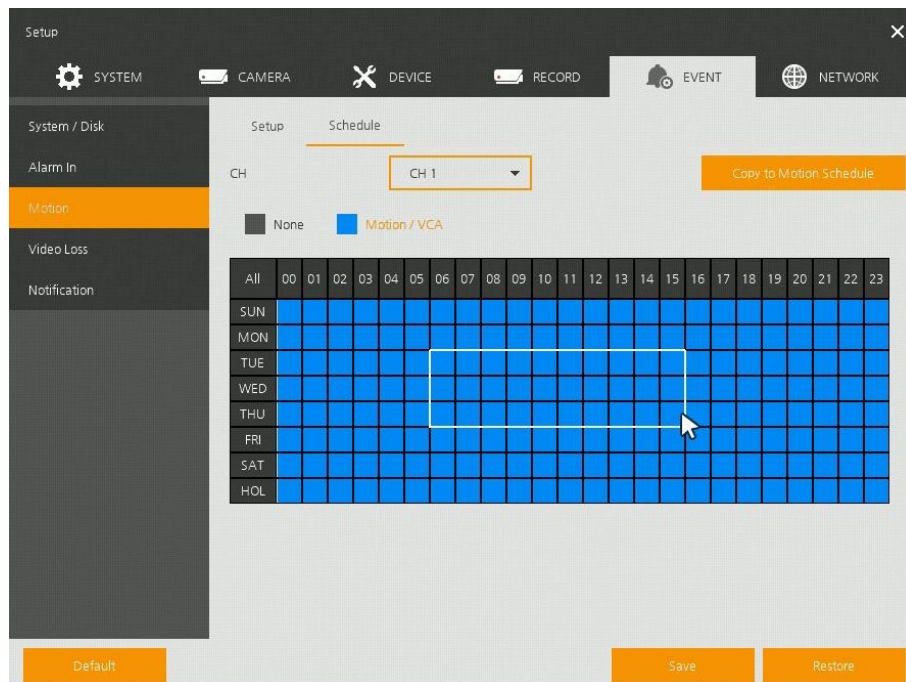 Setup
SYSTEM CAMERA DEVICE RECORD EVENT NETWORK
System / Disk
Alarm In
Motion
Video Loss
Notification
Setup Schedule
CH CH 1 Copy to Motion Schedule
None Motion / VCA
All 00 01 02 03 04 05 06 07 08 09 10 11 12 13 14 15 16 17 18 19 20 21 22 23
SUN
MON
TUE
WED
THU
FRI
SAT
HOL
Default Save Restore